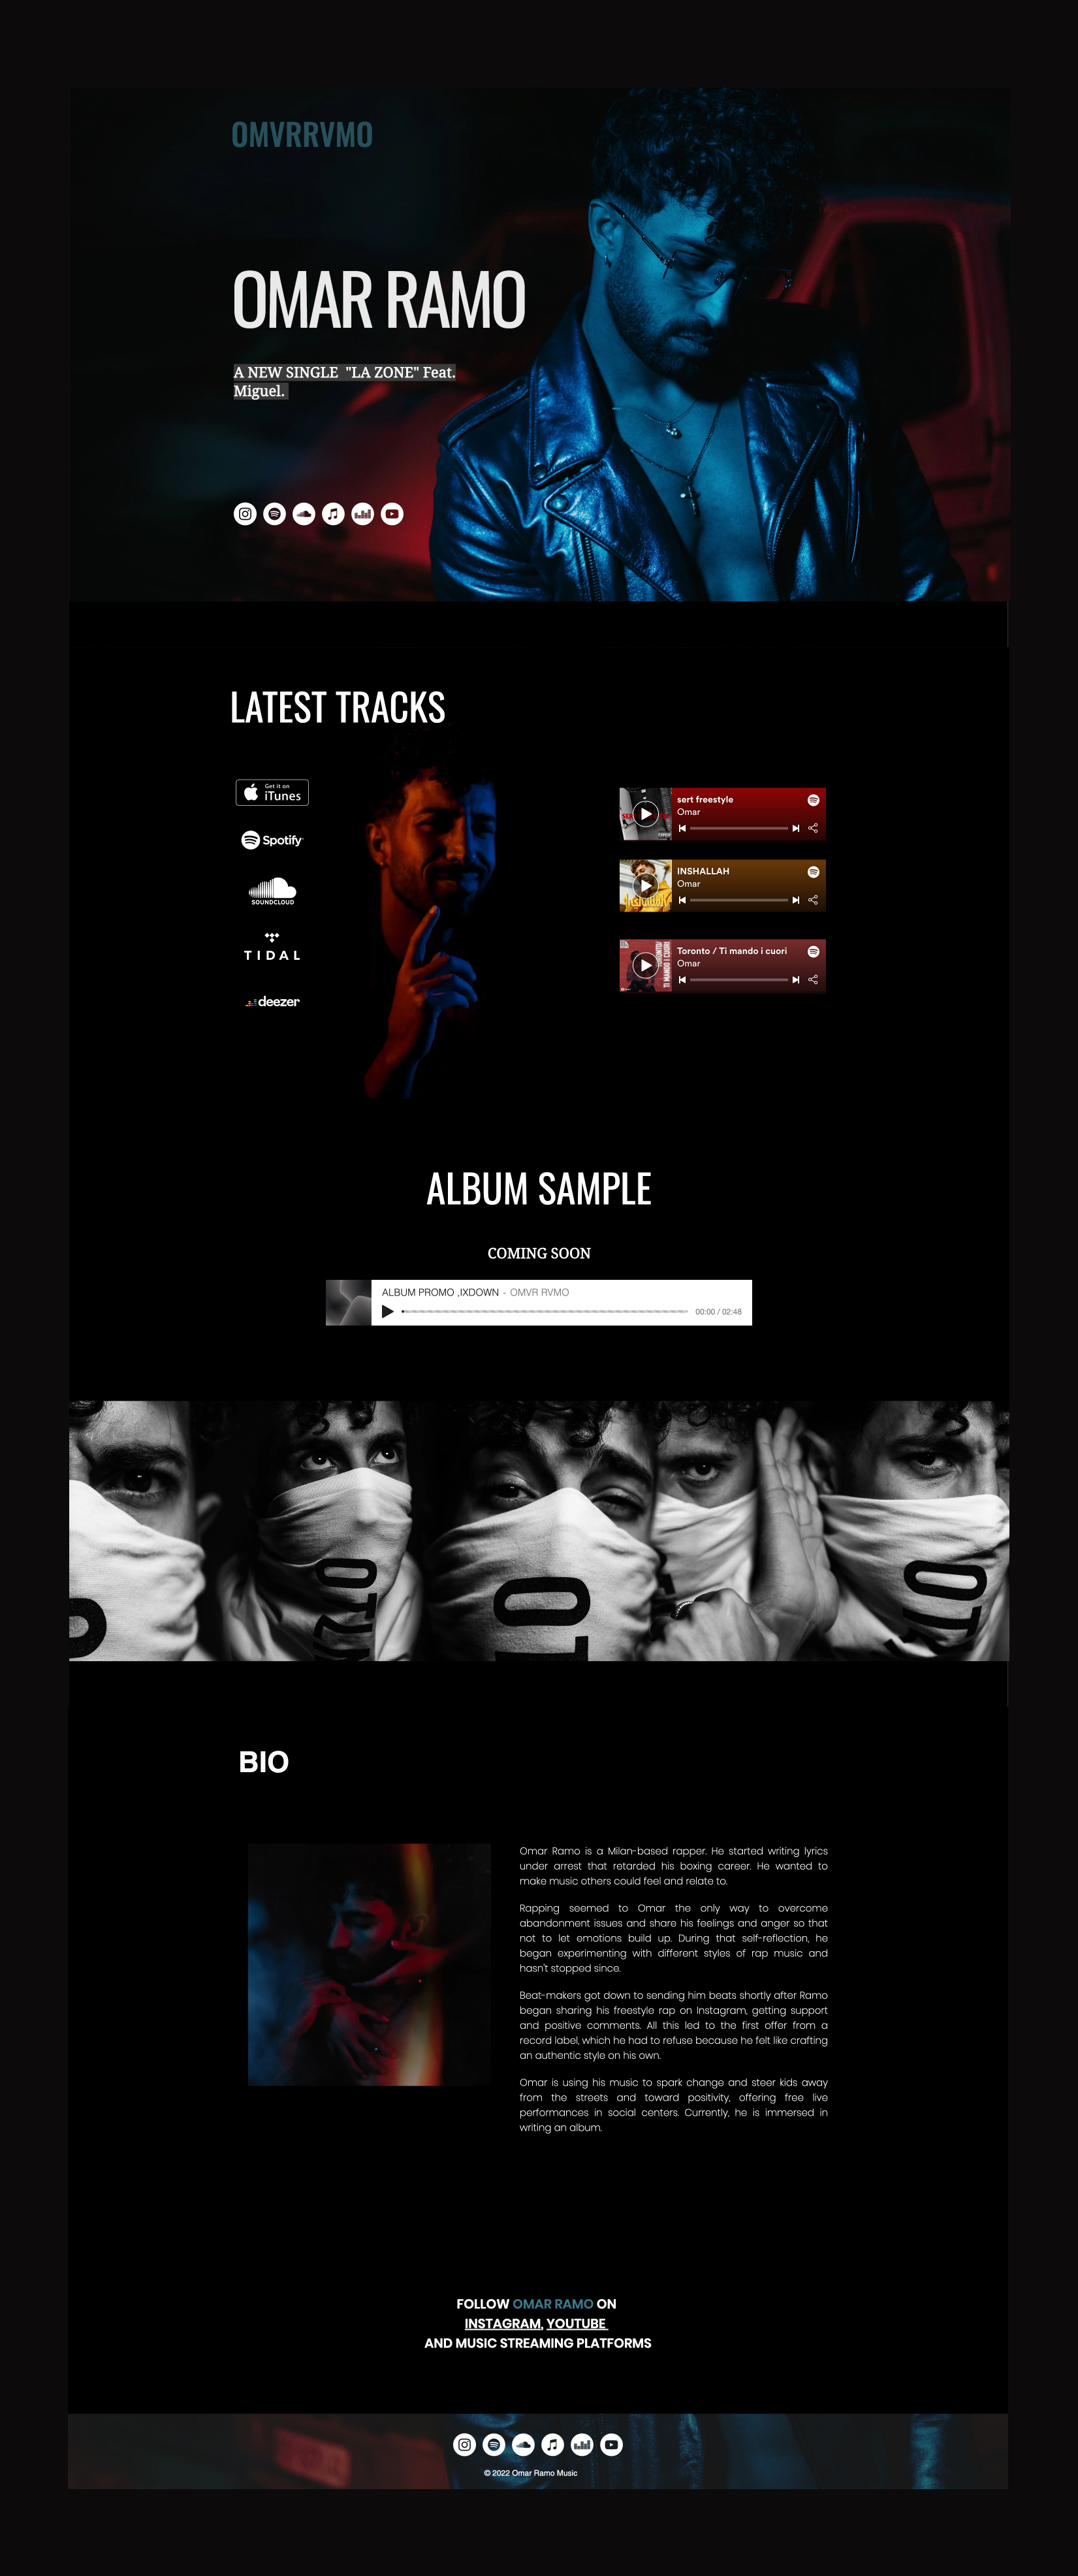 OMVRRVMO
OMAR RAMO
A NEW SINGLE "LA ZONE" Feat.
Miguel.
LATEST TRACKS
Get it on
iTunes
Spotify
SOUNDCLOUD
TIDAL
deezer
sert freestyle
Omar
INSHALLAH
Omar
Toronto / Ti mando i cuori
Omar
TORONTO/
TI MANDO I CUORI
ALBUM SAMPLE
COMING SOON
ALBUM PROMO ,IXDOWN - OMVR RVMO
00:00 / 02:48
BIO
Omar Ramo is a Milan-based rapper. He started writing lyrics
under arrest that retarded his boxing career. He wanted to
make music others could feel and relate to.
Rapping seemed to Omar the only way to overcome
abandonment issues and share his feelings and anger so that
not to let emotions build up. During that self-reflection, he
began experimenting with different styles of rap music and
hasn't stopped since.
Beat-makers got down to sending him beats shortly after Ramo
began sharing his freestyle rap on Instagram, getting support
and positive comments. All this led to the first offer from a
record label, which he had to refuse because he felt like crafting
an authentic style on his own.
Omar is using his music to spark change and steer kids away
from the streets and toward positivity, offering free live
performances in social centers. Currently, he is immersed in
writing an album.
FOLLOW OMAR RAMO ON
INSTAGRAM, YOUTUBE
AND MUSIC STREAMING PLATFORMS
© 2022 Omar Ramo Music